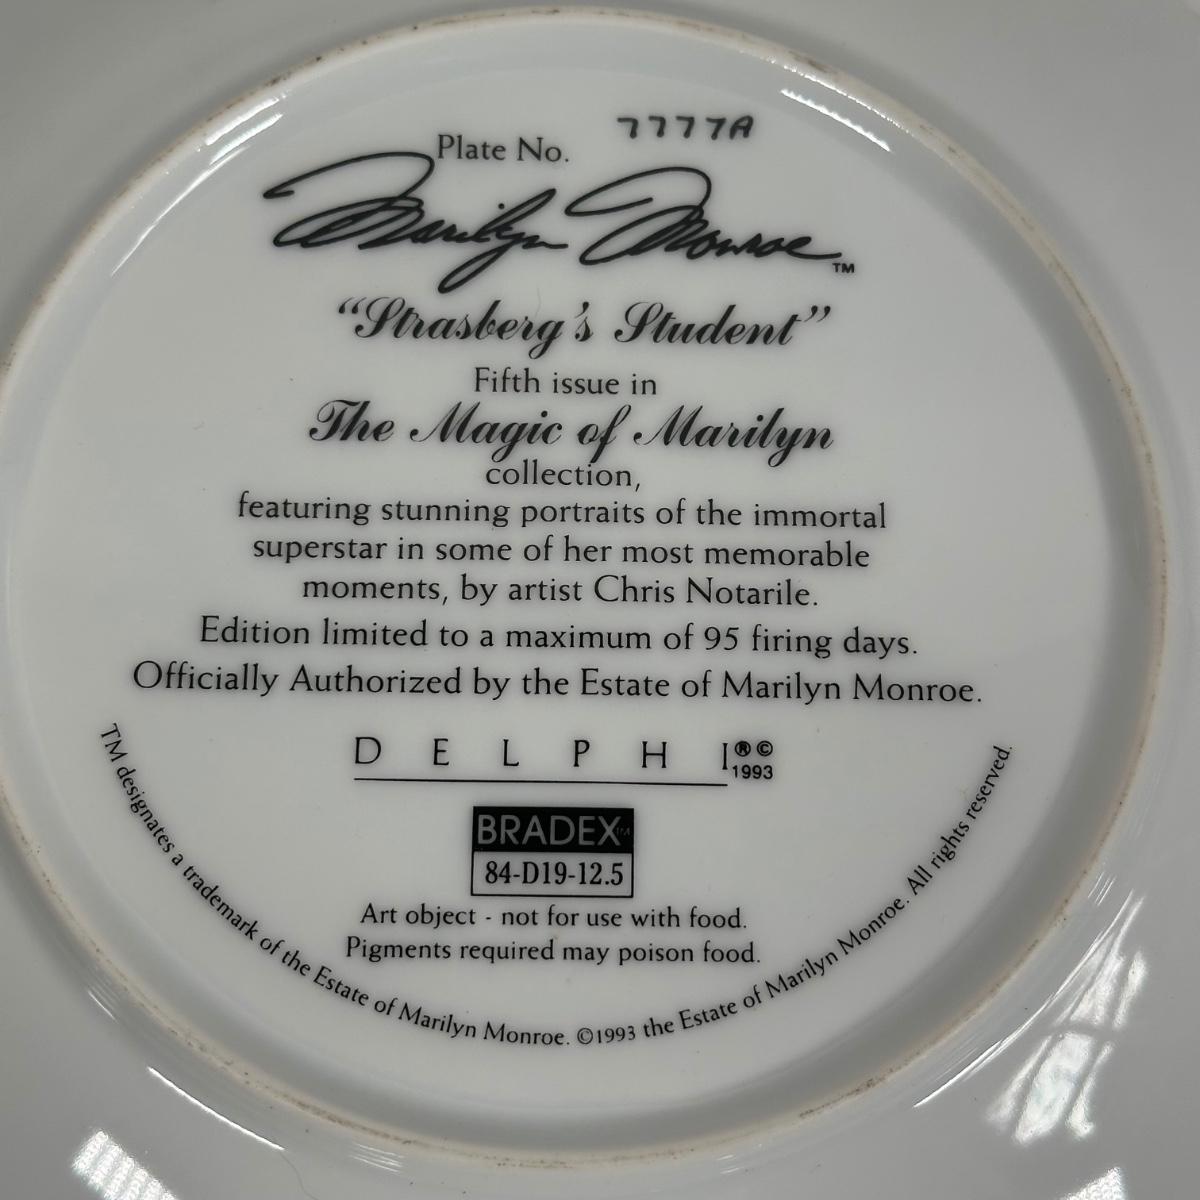 Plate No. 7777A
Marilyn Monroe™
“Strasberg’s Student”
Fifth issue in
The Magic of Marilyn
collection,
featuring stunning portraits of the immortal
superstar in some of her most memorable
moments, by artist Chris Notarile.
Edition limited to a maximum of 95 firing days.
Officially Authorized by the Estate of Marilyn Monroe.
DELPHI®©
1993
BRADEX™
84-D19-12.5
Art object - not for use with food.
Pigments required may poison food.
TM designates a trademark of the Estate of Marilyn Monroe. ©1993 the Estate of Marilyn Monroe. All rights reserved.